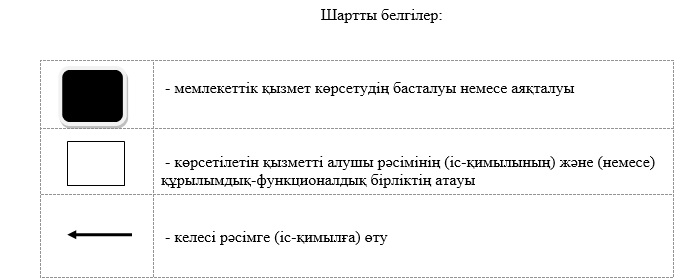 Шартты белгілер:
- мемлекеттік қызмет көрсетудің басталуы немесе аяқталуы
- көрсетілетін қызметті алушы рәсімінің (іс-қимылының) және (немесе)
құрылымдық-функционалдық бірліктің атауы
- келесі рәсімге (іс-қимылға) өту